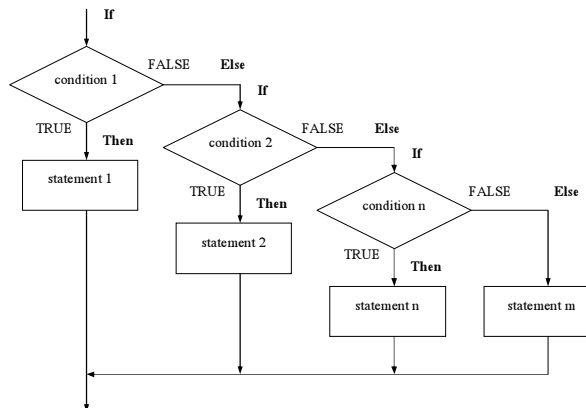 If
condition 1
FALSE
Else
If
TRUE
Then
condition 2
FALSE
Else
If
statement 1
TRUE
Then
condition n
FALSE
Else
statement 2
TRUE
Then
statement n
statement m